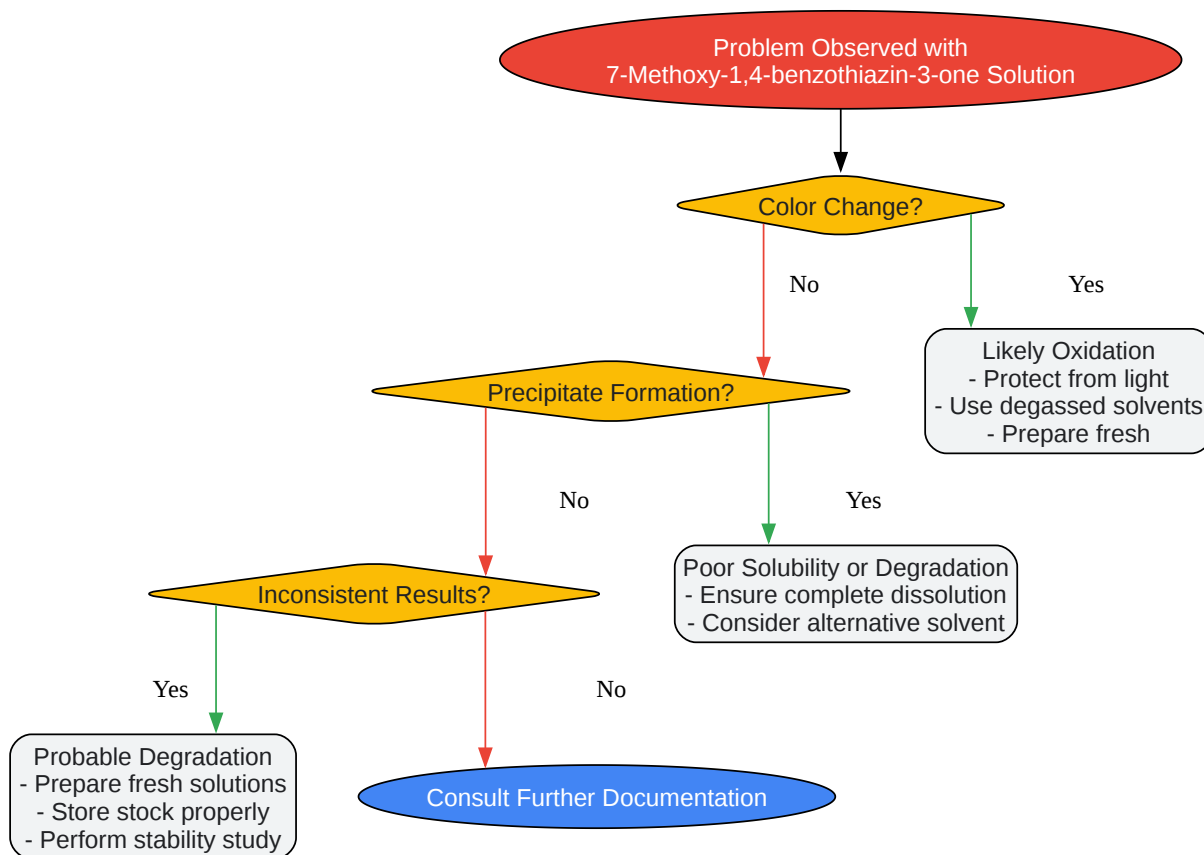 Problem Observed with
7-Methoxy-1,4-benzothiazin-3-one Solution
Color Change?
No
Yes
Likely Oxidation
- Protect from light
- Use degassed solvents
- Prepare fresh
Precipitate Formation?
No
Yes
Poor Solubility or Degradation
- Ensure complete dissolution
- Consider alternative solvent
Inconsistent Results?
Yes
No
Probable Degradation
- Prepare fresh solutions
- Store stock properly
- Perform stability study
Consult Further Documentation